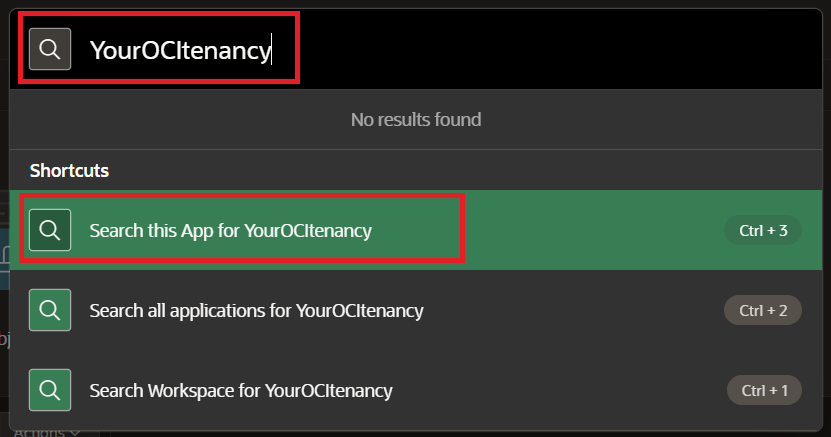 YourOCItenancy
No results found
Shortcuts
Search this App for YourOCItenancy
Ctrl + 3
Search all applications for YourOCItenancy
Ctrl + 2
Search Workspace for YourOCItenancy
Ctrl + 1
Actions